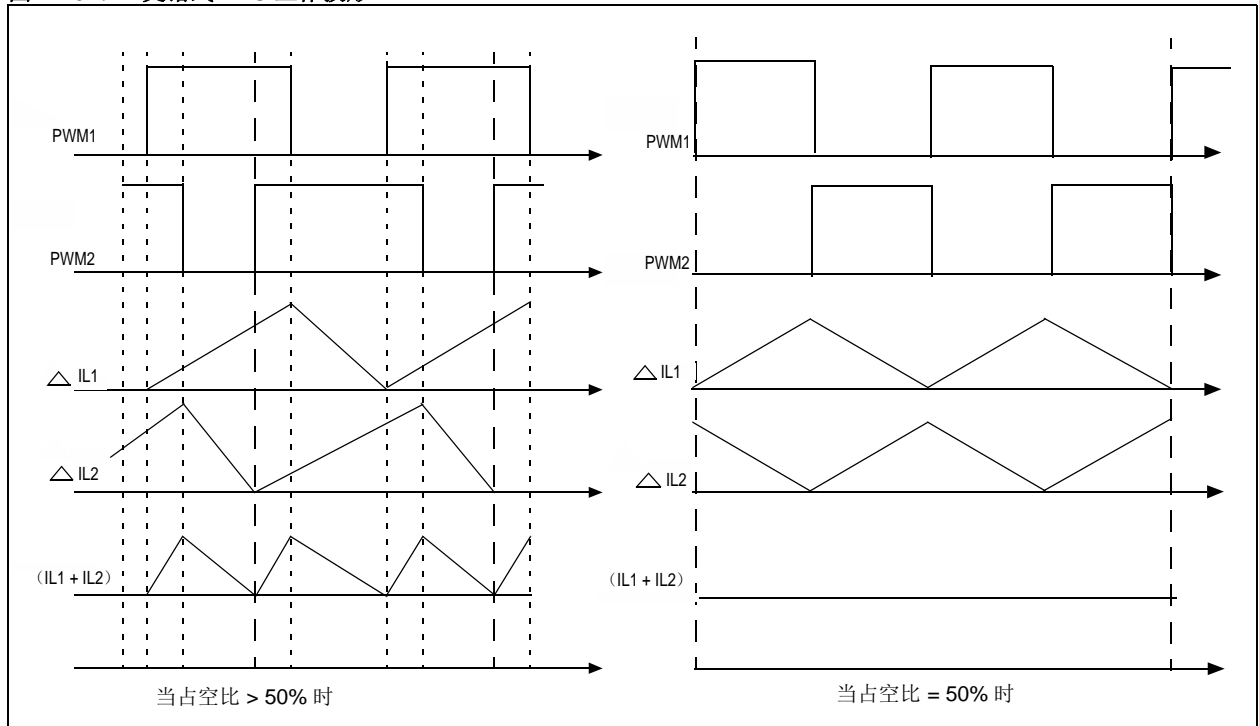 PWM1
PWM2
△ IL1
△ IL2
（IL1 + IL2）
当占空比 > 50% 时
PWM1
PWM2
△ IL1
△ IL2
（IL1 + IL2）
当占空比 = 50% 时